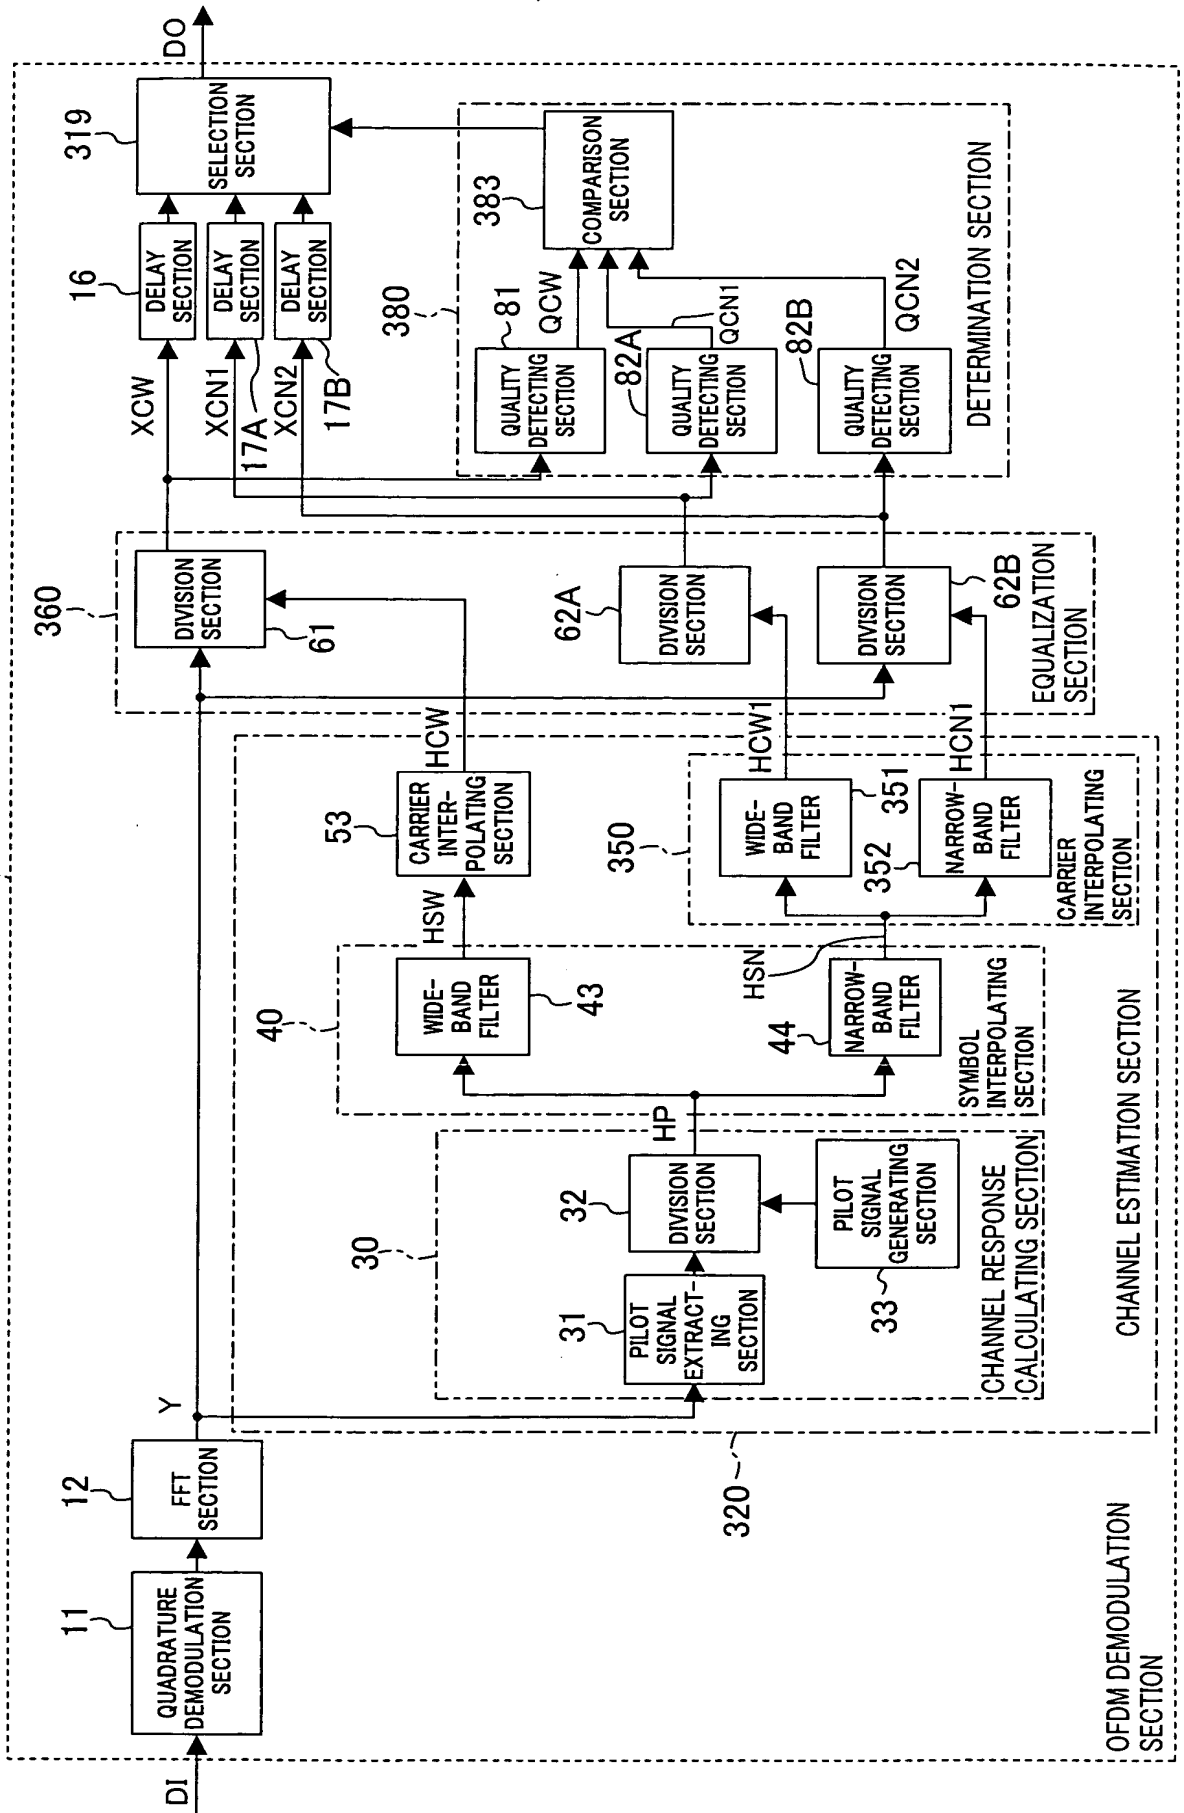 DI
11
QUADRATURE
DEMODULATION
SECTION
12
FFT
SECTION
Y
360
DIVISION
SECTION
61
XCW
16
DELAY
SECTION
XCN1
17A
DELAY
SECTION
XCN2
17B
DELAY
SECTION
319
SELECTION
SECTION
DO
320
30
31
PILOT
SIGNAL
EXTRACT-
ING
SECTION
32
DIVISION
SECTION
33
PILOT
SIGNAL
GENERATING
SECTION
CHANNEL RESPONSE
CALCULATING SECTION
HP
40
WIDE-
BAND
FILTER
43
44
NARROW-
BAND
FILTER
SYMBOL
INTERPOLATING
SECTION
HSW
HSN
53
CARRIER
INTER-
POLATING
SECTION
HCW
350
WIDE-
BAND
FILTER
351
352
NARROW-
BAND
FILTER
CARRIER
INTERPOLATING
SECTION
HCW1
HCN1
CHANNEL ESTIMATION SECTION
62A
DIVISION
SECTION
DIVISION
SECTION
62B
EQUALIZATION
SECTION
380
QUALITY
DETECTING
SECTION
81
QCW
82A
QUALITY
DETECTING
SECTION
QCN1
82B
QUALITY
DETECTING
SECTION
QCN2
383
COMPARISON
SECTION
DETERMINATION SECTION
OFDM DEMODULATION
SECTION